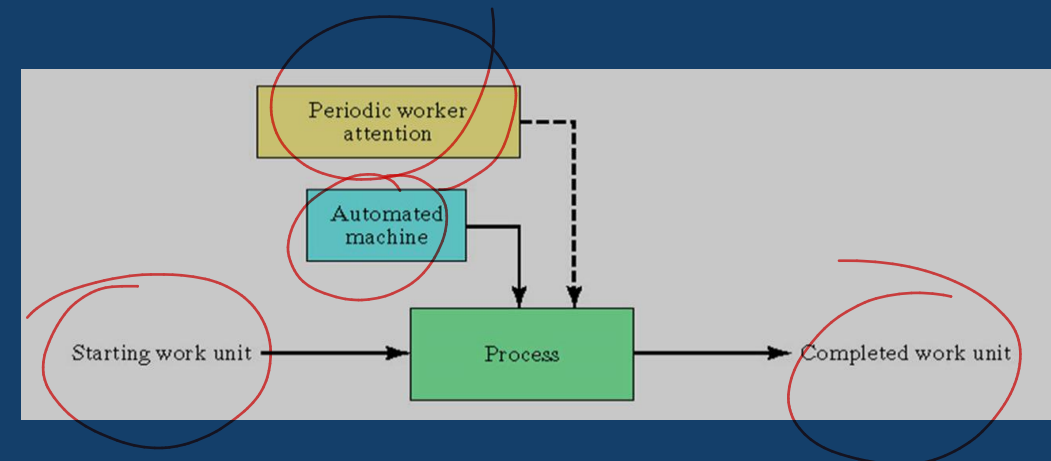 Periodic worker
attention
Automated
machine
Starting work unit
Process
Completed work unit